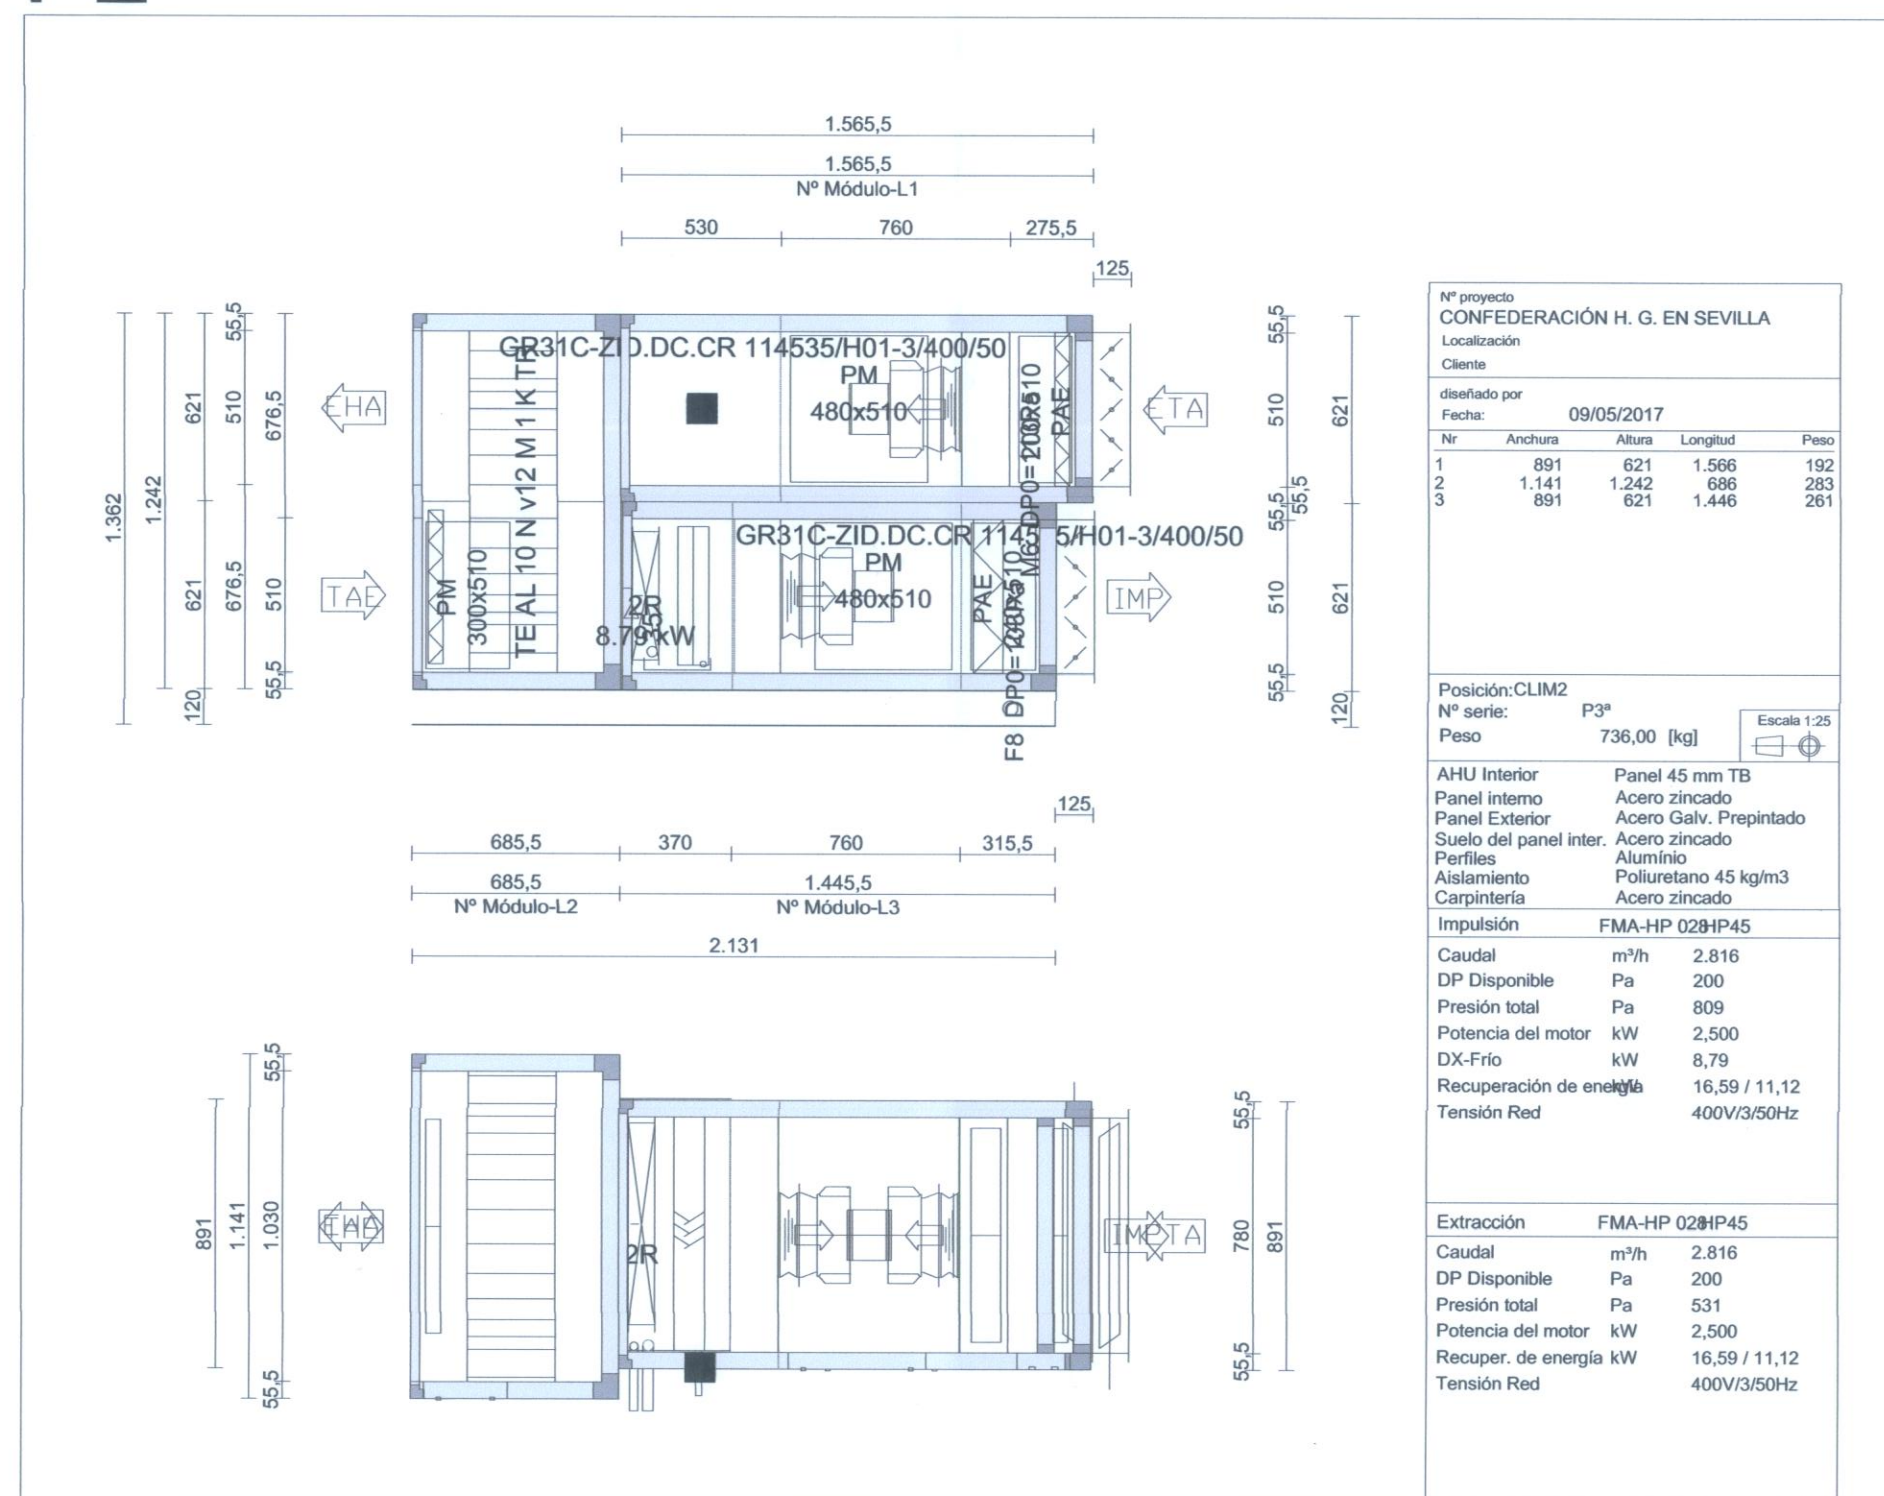 1.565,5
1.565,5
Nº Módulo-L1
530 760 275,5
125
55,5
621
510
676,5
1.242
1.362
621
676,5
510
55,5
120
EHA
TAE
GR31C-ZID.DC.CR 114535/H01-3/400/50
PM
480x510
PAE
ETA
TE AL 10 N v12 M 1 K TR
PM
300x510
GR31C-ZID.DC.CR 114535/H01-3/400/50
PM
480x510
2R
8.79 kW
PAE
IMP
55,5
510
621
55,5
55,5
510
621
55,5
120
125
685,5 370 760 315,5
685,5 1.445,5
Nº Módulo-L2 Nº Módulo-L3
2.131
55,5
891
1.141
1.030
55,5
2R
55,5
780
891
55,5
Nº proyecto
CONFEDERACIÓN H. G. EN SEVILLA
Localización
Cliente
diseñado por
Fecha: 09/05/2017
Nr Anchura Altura Longitud Peso
1 891 621 1.566 192
2 1.141 1.242 686 283
3 891 621 1.446 261
Posición:CLIM2
Nº serie: P3ª
Peso 736,00 [kg]
Escala 1:25
AHU Interior Panel 45 mm TB
Panel interno Acero zincado
Panel Exterior Acero Galv. Prepintado
Suelo del panel inter. Acero zincado
Perfiles Alumínio
Aislamiento Poliuretano 45 kg/m3
Carpintería Acero zincado
Impulsión FMA-HP 028HP45
Caudal m³/h 2.816
DP Disponible Pa 200
Presión total Pa 809
Potencia del motor kW 2,500
DX-Frío kW 8,79
Recuperación de energía kW 16,59 / 11,12
Tensión Red 400V/3/50Hz
Extracción FMA-HP 028HP45
Caudal m³/h 2.816
DP Disponible Pa 200
Presión total Pa 531
Potencia del motor kW 2,500
Recuper. de energía kW 16,59 / 11,12
Tensión Red 400V/3/50Hz